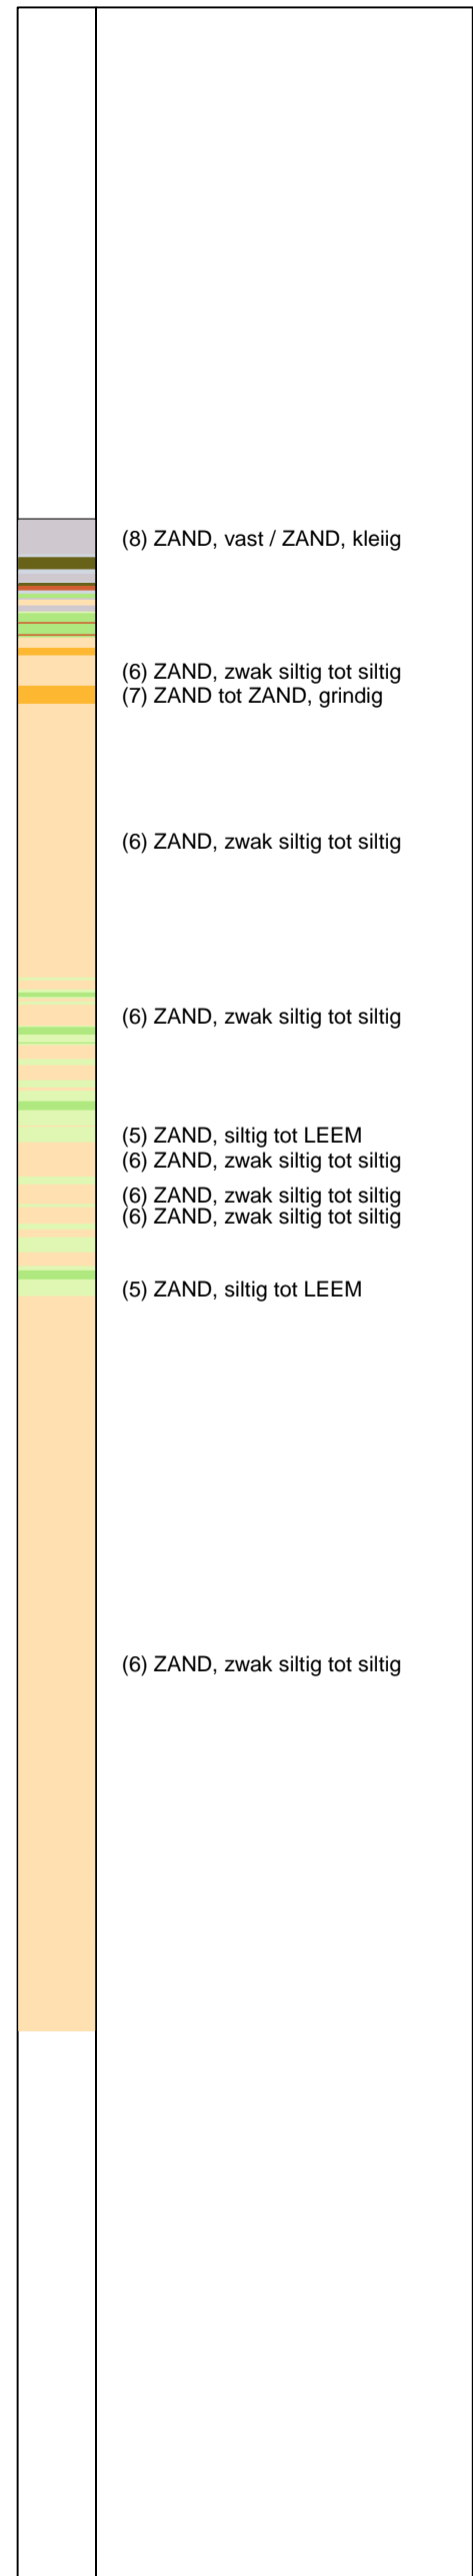 (8) ZAND, vast / ZAND, kleiig
(6) ZAND, zwak siltig tot siltig
(7) ZAND tot ZAND, grindig
(6) ZAND, zwak siltig tot siltig
(6) ZAND, zwak siltig tot siltig
(5) ZAND, siltig tot LEEM
(6) ZAND, zwak siltig tot siltig
(6) ZAND, zwak siltig tot siltig
(6) ZAND, zwak siltig tot siltig
(5) ZAND, siltig tot LEEM
(6) ZAND, zwak siltig tot siltig